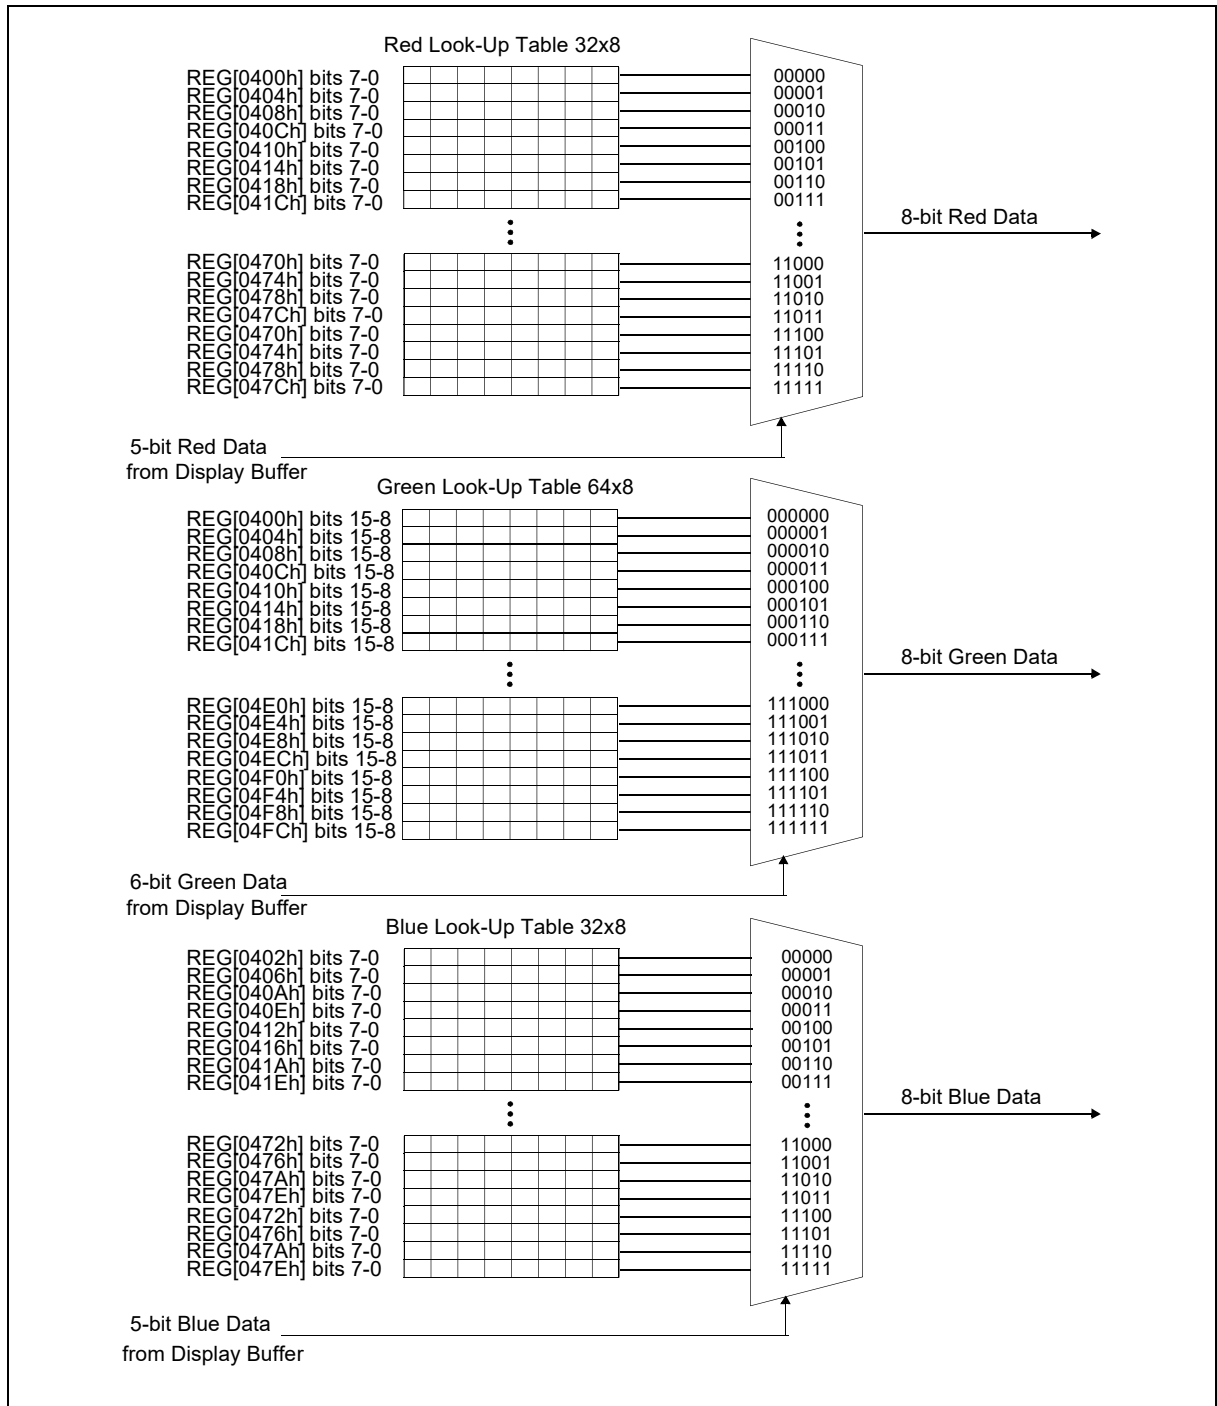 Red Look-Up Table 32x8
REG[0400h] bits 7-0 00000
REG[0404h] bits 7-0 00001
REG[0408h] bits 7-0 00010
REG[040Ch] bits 7-0 00011
REG[0410h] bits 7-0 00100
REG[0414h] bits 7-0 00101
REG[0418h] bits 7-0 00110
REG[041Ch] bits 7-0 00111
8-bit Red Data
REG[0470h] bits 7-0 11000
REG[0474h] bits 7-0 11001
REG[0478h] bits 7-0 11010
REG[047Ch] bits 7-0 11011
REG[0470h] bits 7-0 11100
REG[0474h] bits 7-0 11101
REG[0478h] bits 7-0 11110
REG[047Ch] bits 7-0 11111
5-bit Red Data
from Display Buffer
Green Look-Up Table 64x8
REG[0400h] bits 15-8 000000
REG[0404h] bits 15-8 000001
REG[0408h] bits 15-8 000010
REG[040Ch] bits 15-8 000011
REG[0410h] bits 15-8 000100
REG[0414h] bits 15-8 000101
REG[0418h] bits 15-8 000110
REG[041Ch] bits 15-8 000111
8-bit Green Data
REG[04E0h] bits 15-8 111000
REG[04E4h] bits 15-8 111001
REG[04E8h] bits 15-8 111010
REG[04ECh] bits 15-8 111011
REG[04F0h] bits 15-8 111100
REG[04F4h] bits 15-8 111101
REG[04F8h] bits 15-8 111110
REG[04FCh] bits 15-8 111111
6-bit Green Data
from Display Buffer
Blue Look-Up Table 32x8
REG[0402h] bits 7-0 00000
REG[0406h] bits 7-0 00001
REG[040Ah] bits 7-0 00010
REG[040Eh] bits 7-0 00011
REG[0412h] bits 7-0 00100
REG[0416h] bits 7-0 00101
REG[041Ah] bits 7-0 00110
REG[041Eh] bits 7-0 00111
8-bit Blue Data
REG[0472h] bits 7-0 11000
REG[0476h] bits 7-0 11001
REG[047Ah] bits 7-0 11010
REG[047Eh] bits 7-0 11011
REG[0472h] bits 7-0 11100
REG[0476h] bits 7-0 11101
REG[047Ah] bits 7-0 11110
REG[047Eh] bits 7-0 11111
5-bit Blue Data
from Display Buffer